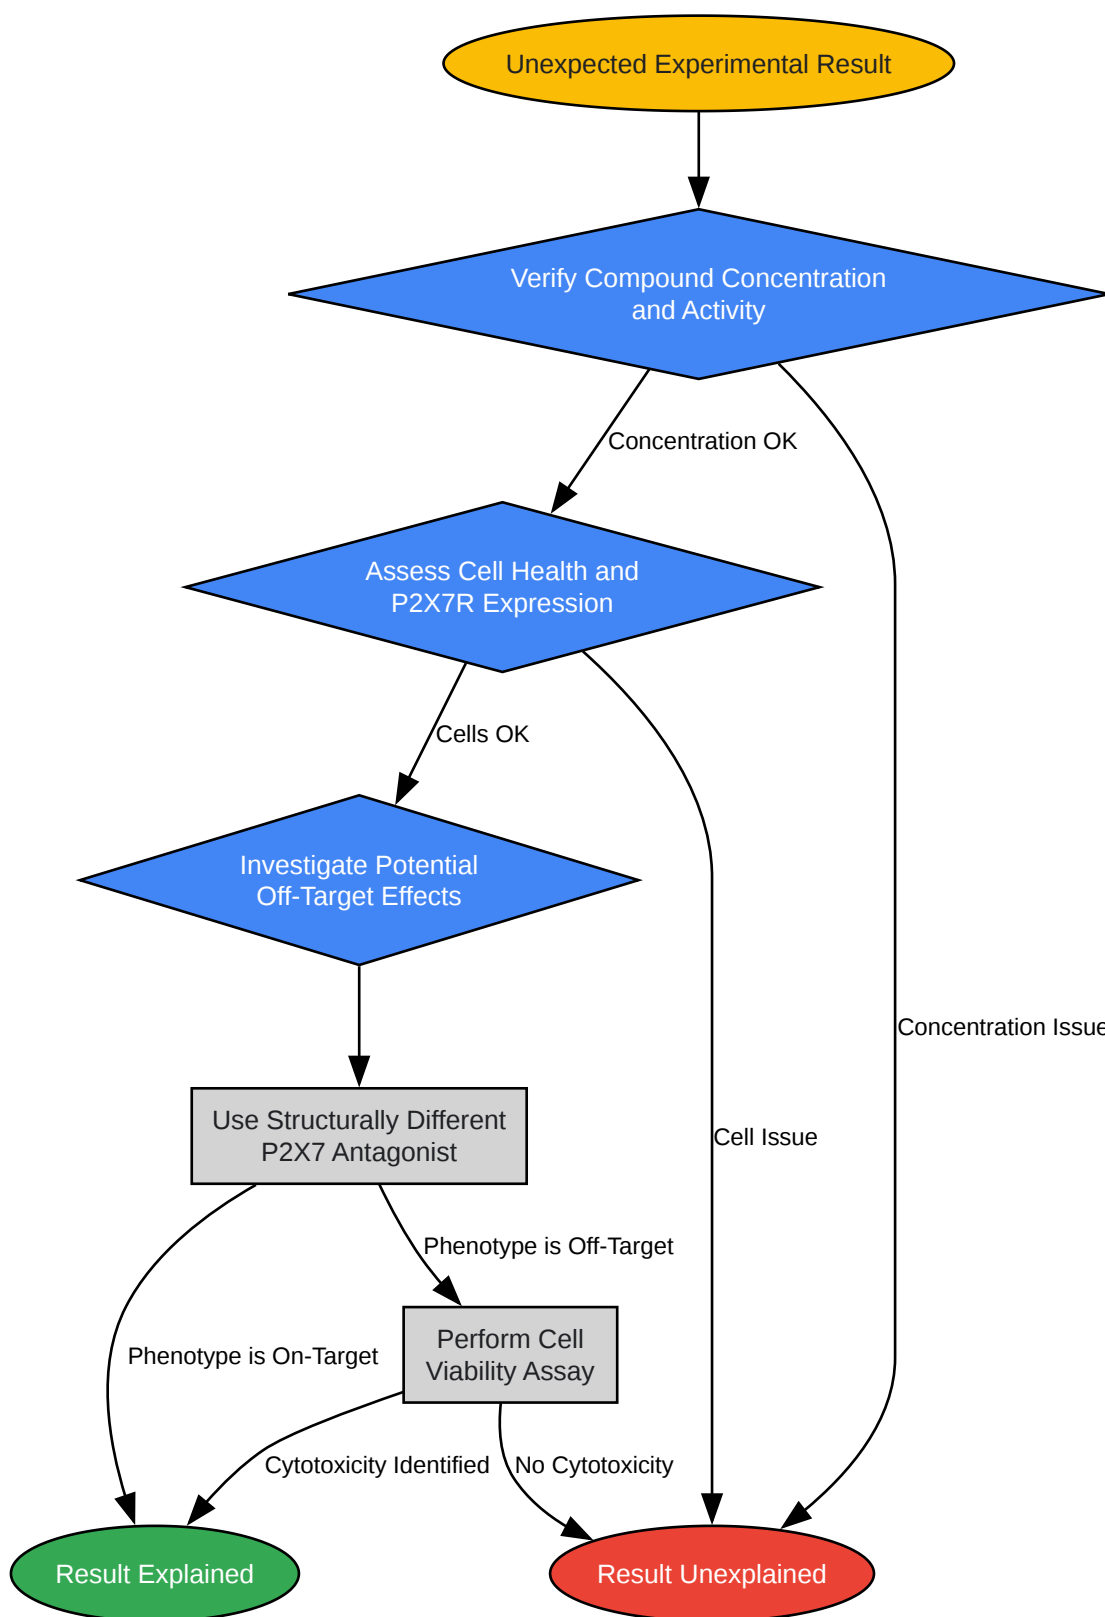 Unexpected Experimental Result
Verify Compound Concentration
and Activity
Concentration OK
Assess Cell Health and
P2X7R Expression
Cells OK
Investigate Potential
Off-Target Effects
Concentration Issue
Use Structurally Different
P2X7 Antagonist
Cell Issue
Phenotype is Off-Target
Perform Cell
Viability Assay
Phenotype is On-Target
Cytotoxicity Identified
No Cytotoxicity
Result Explained
Result Unexplained